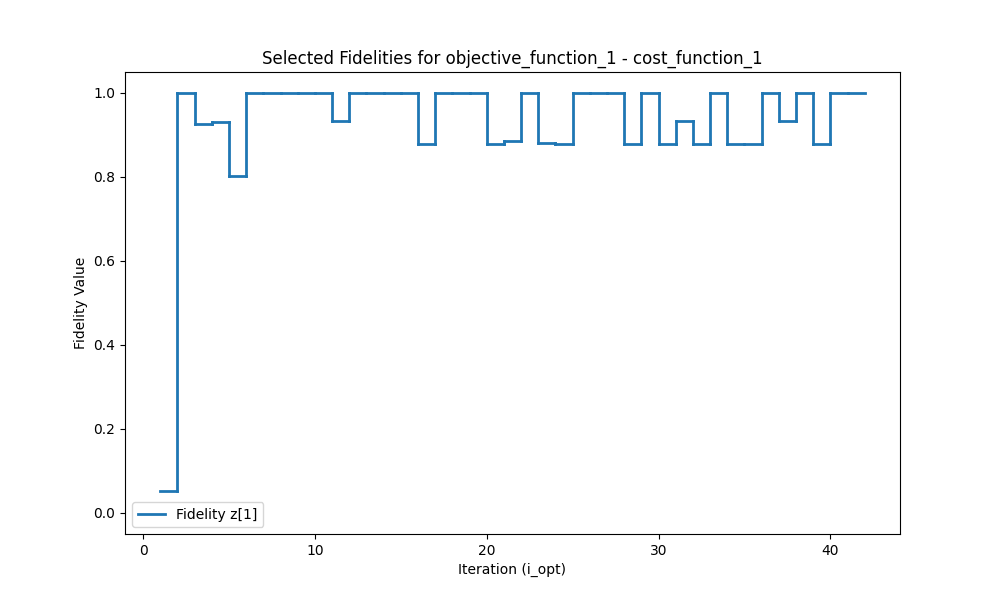 Selected Fidelities for objective_function_1 - cost_function_1
1.0
0.8
0.6
0.4
0.2
0.0
Fidelity Value
Fidelity z[1]
0 10 20 30 40
Iteration (i_opt)